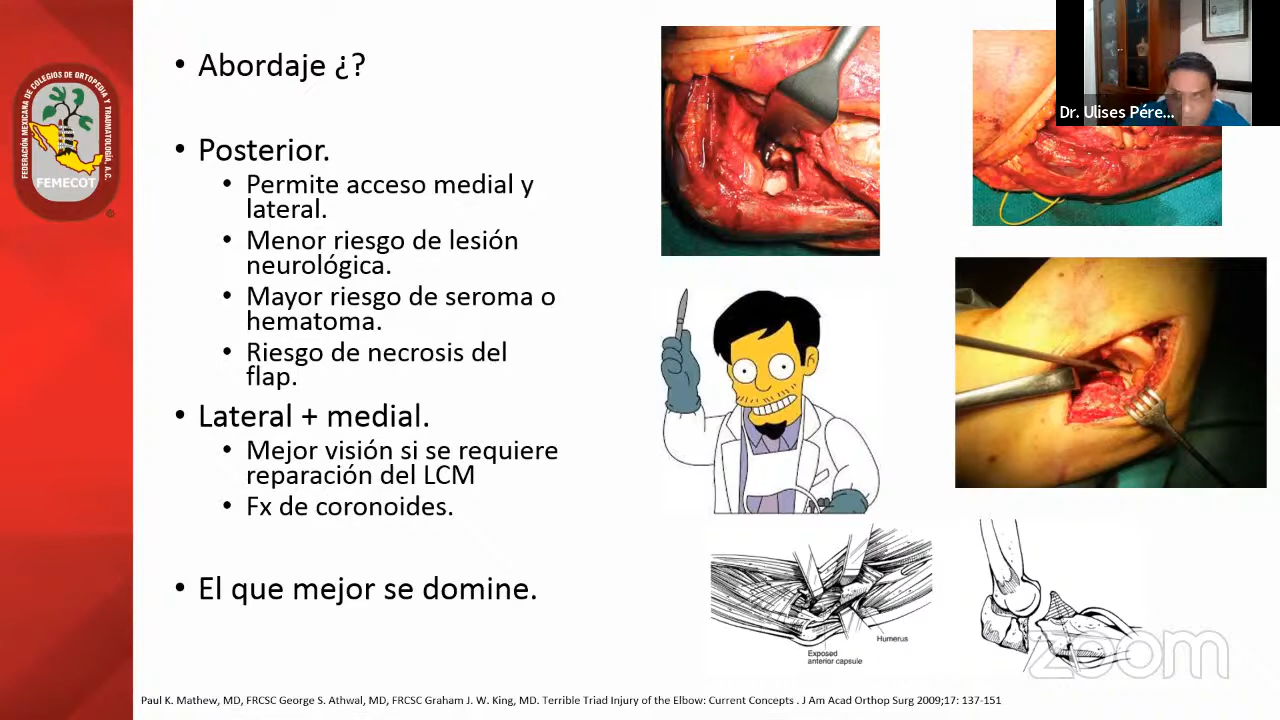 • Abordaje ¿?
• Posterior.
• Permite acceso medial y
lateral.
• Menor riesgo de lesión
neurológica.
• Mayor riesgo de seroma o
hematoma.
• Riesgo de necrosis del
flap.
• Lateral + medial.
• Mejor visión si se requiere
reparación del LCM
• Fx de coronoides.
• El que mejor se domine.
FEDERACIÓN MEXICANA DE COLEGIOS DE ORTOPEDIA Y TRAUMATOLOGÍA, A.C.
FEMECOT
Dr. Ulises Pére...
Humerus
Exposed
anterior capsule
zoom
Paul K. Mathew, MD, FRCSC George S. Athwal, MD, FRCSC Graham J. W. King, MD. Terrible Triad Injury of the Elbow: Current Concepts . J Am Acad Orthop Surg 2009;17: 137-151